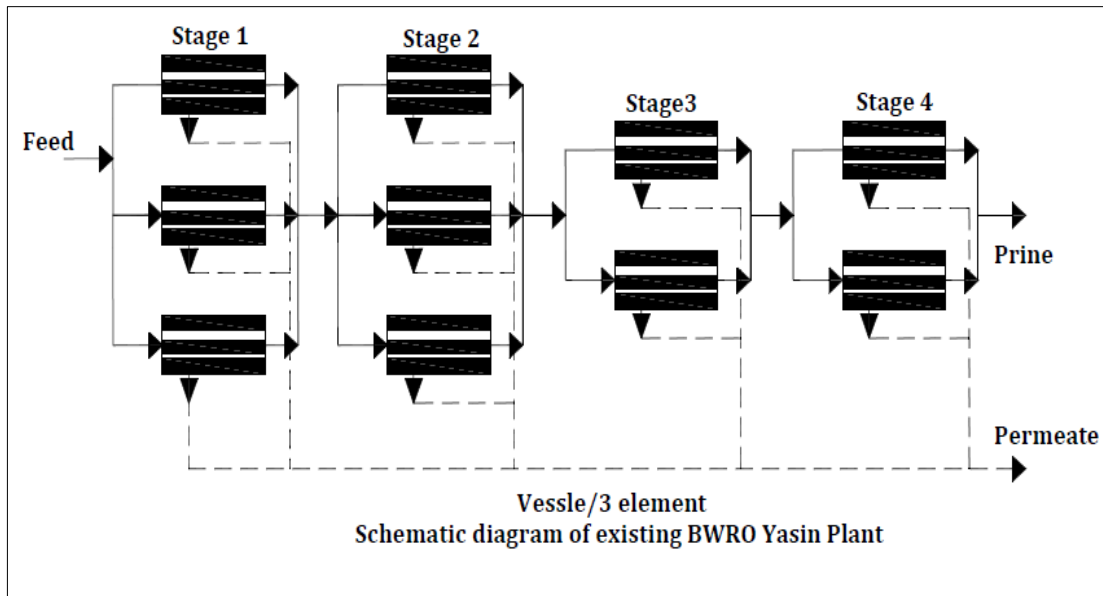 Stage 1
Stage 2
Stage3
Stage 4
Feed
Prine
Permeate
Vessle/3 element
Schematic diagram of existing BWRO Yasin Plant